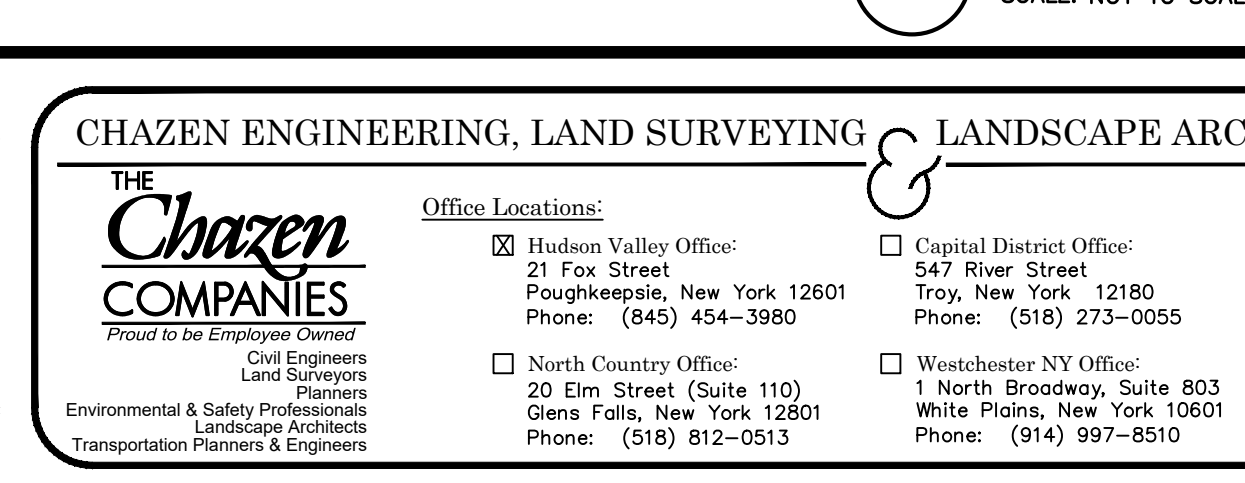 CHAZEN ENGINEERING, LAND SURVEYING & LANDSCAPE ARC
THE
Chazen
COMPANIES
Proud to be Employee Owned
Civil Engineers
Land Surveyors
Planners
Environmental & Safety Professionals
Landscape Architects
Transportation Planners & Engineers
Office Locations:
X Hudson Valley Office:
21 Fox Street
Poughkeepsie, New York 12601
Phone: (845) 454-3980
North Country Office:
20 Elm Street (Suite 110)
Glens Falls, New York 12801
Phone: (518) 812-0513
Capital District Office:
547 River Street
Troy, New York 12180
Phone: (518) 273-0055
Westchester NY Office:
1 North Broadway, Suite 803
White Plains, New York 10601
Phone: (914) 997-8510